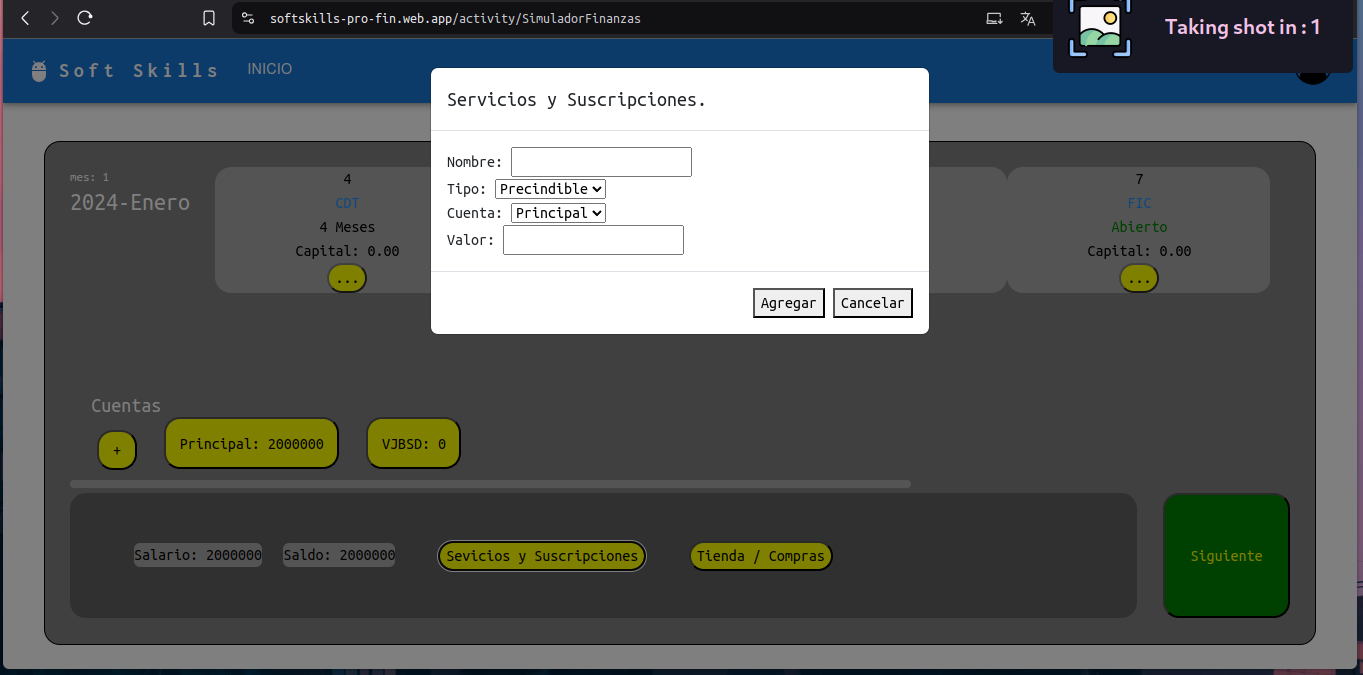 softskills-pro-fin.web.app/activity/SimuladorFinanzas
Taking shot in : 1
Soft Skills
INICIO
Servicios y Suscripciones.
Nombre:
Tipo: Precindible
Cuenta: Principal
Valor:
Agregar Cancelar
mes: 1
2024-Enero
4
CDT
4 Meses
Capital: 0.00
...
7
FIC
Abierto
Capital: 0.00
...
Cuentas
+ Principal: 2000000 VJBSD: 0
Salario: 2000000 Saldo: 2000000 Sevicios y Suscripciones Tienda / Compras
Siguiente